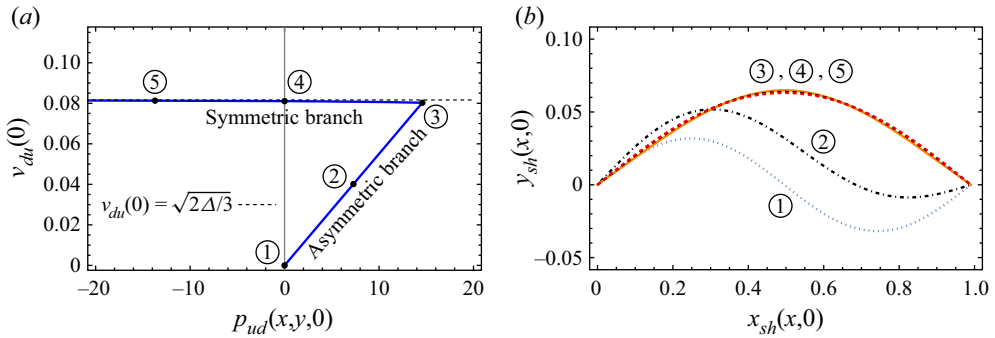 (a)
0.10
0.08
0.06
0.04
0.02
0
v_du(0)
⑤
④
③
②
①
Symmetric branch
Asymmetric branch
v_du(0) = √2Δ/3
–20
–10
0
10
20
p_ud(x,y,0)
(b)
0.10
0.05
0
–0.05
y_sh(x,0)
③ , ④ , ⑤
②
①
0
0.2
0.4
0.6
0.8
1.0
x_sh(x,0)